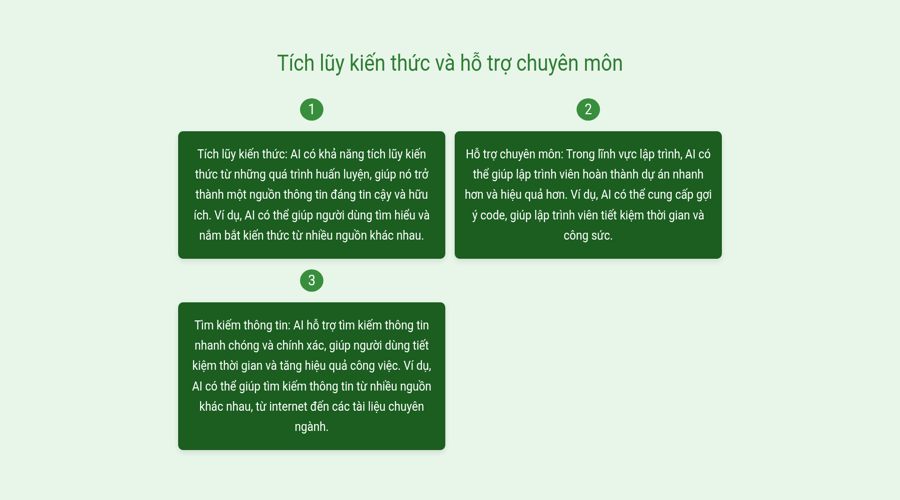 Tích lũy kiến thức và hỗ trợ chuyên môn
1
Tích lũy kiến thức: AI có khả năng tích lũy kiến
thức từ những quá trình huấn luyện, giúp nó trở
thành một nguồn thông tin đáng tin cậy và hữu
ích. Ví dụ, AI có thể giúp người dùng tìm hiểu và
nắm bắt kiến thức từ nhiều nguồn khác nhau.
2
Hỗ trợ chuyên môn: Trong lĩnh vực lập trình, AI có
thể giúp lập trình viên hoàn thành dự án nhanh
hơn và hiệu quả hơn. Ví dụ, AI có thể cung cấp gợi
ý code, giúp lập trình viên tiết kiệm thời gian và
công sức.
3
Tìm kiếm thông tin: AI hỗ trợ tìm kiếm thông tin
nhanh chóng và chính xác, giúp người dùng tiết
kiệm thời gian và tăng hiệu quả công việc. Ví dụ,
AI có thể giúp tìm kiếm thông tin từ nhiều nguồn
khác nhau, từ internet đến các tài liệu chuyên
ngành.